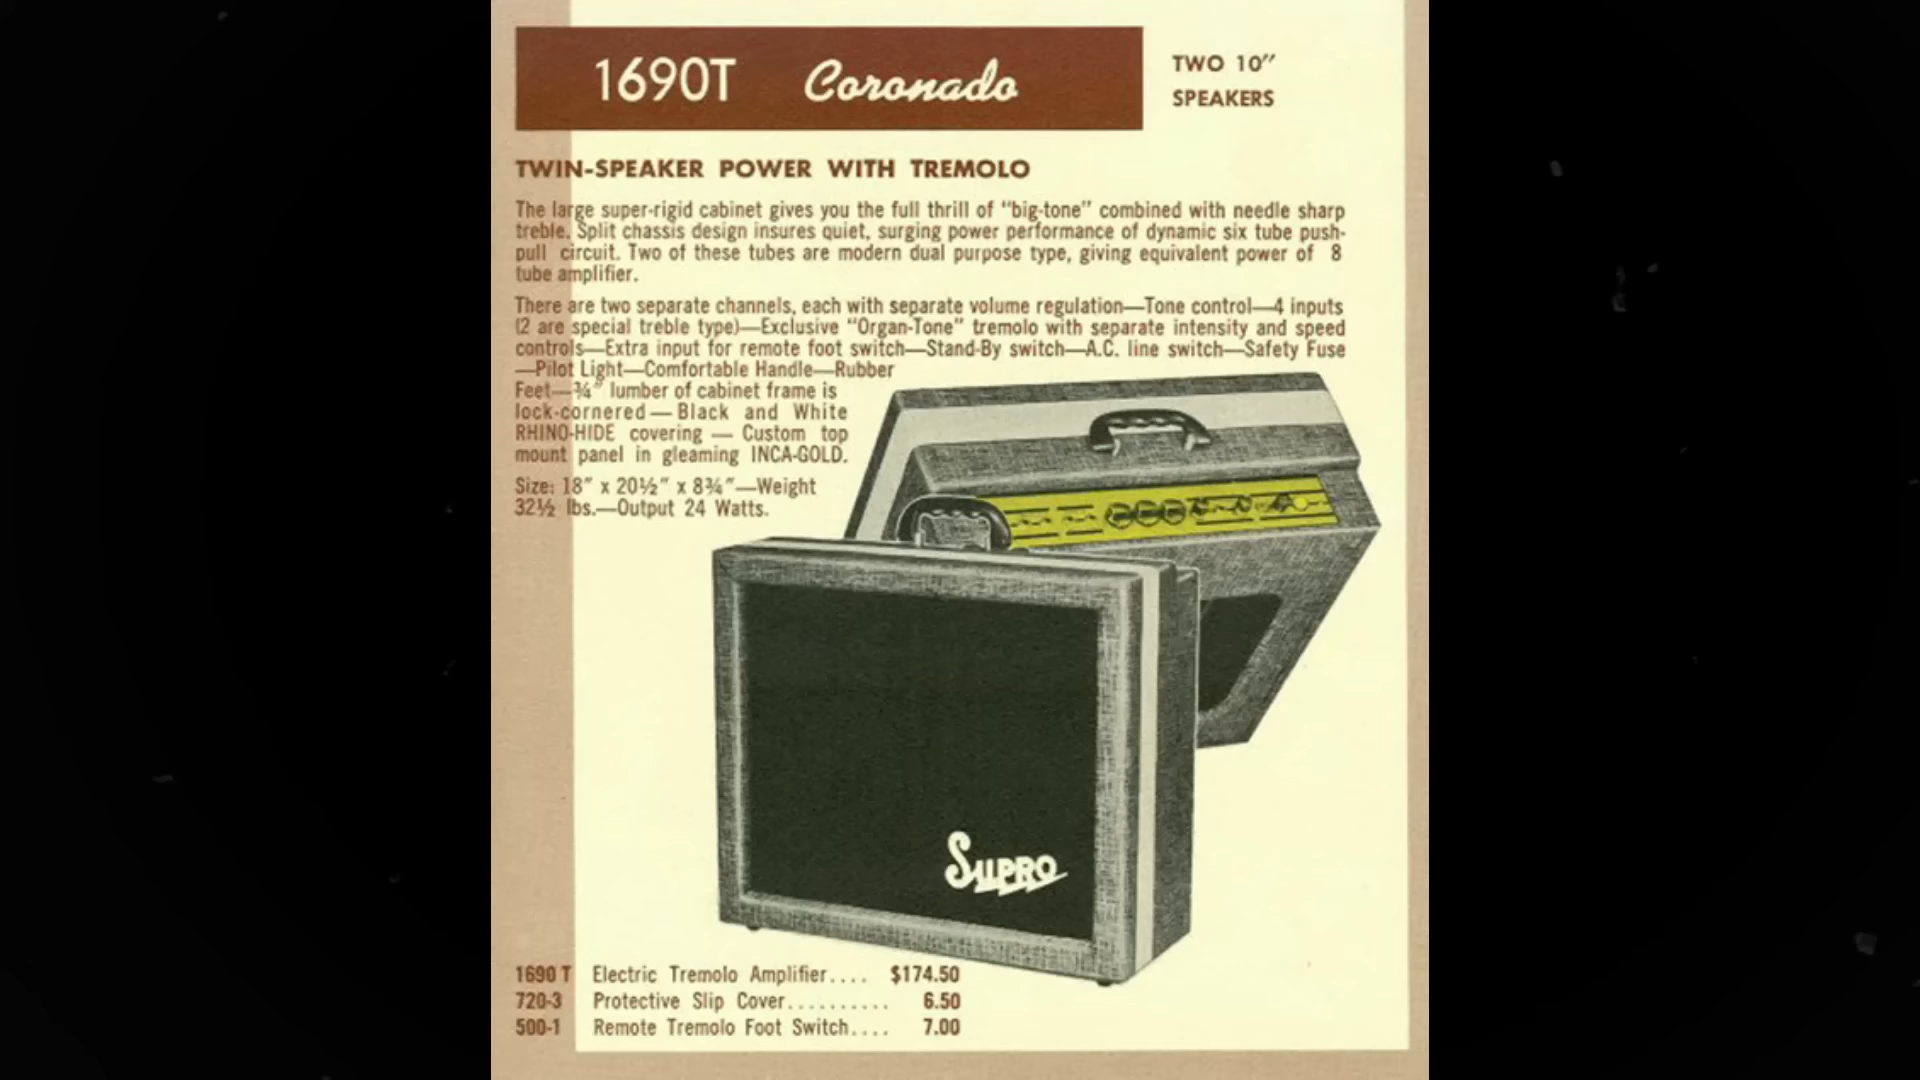 1690T Coronado
TWO 10″
SPEAKERS
TWIN-SPEAKER POWER WITH TREMOLO
The large super-rigid cabinet gives you the full thrill of "big-tone" combined with needle sharp
treble. Split chassis design insures quiet, surging power performance of dynamic six tube push-
pull circuit. Two of these tubes are modern dual purpose type, giving equivalent power of 8
tube amplifier.
There are two separate channels, each with separate volume regulation—Tone control—4 inputs
(2 are special treble type)—Exclusive "Organ-Tone" tremolo with separate intensity and speed
controls—Extra input for remote foot switch—Stand-By switch—A.C. line switch—Safety Fuse
—Pilot Light—Comfortable Handle—Rubber
Feet—¾″ lumber of cabinet frame is
lock-cornered — Black and White
RHINO-HIDE covering — Custom top
mount panel in gleaming INCA-GOLD.
Size: 18″ x 20½″ x 8¾″—Weight
32½ lbs.—Output 24 Watts.
SUPRO
1690 T Electric Tremolo Amplifier.... $174.50
720-3 Protective Slip Cover.......... 6.50
500-1 Remote Tremolo Foot Switch.... 7.00